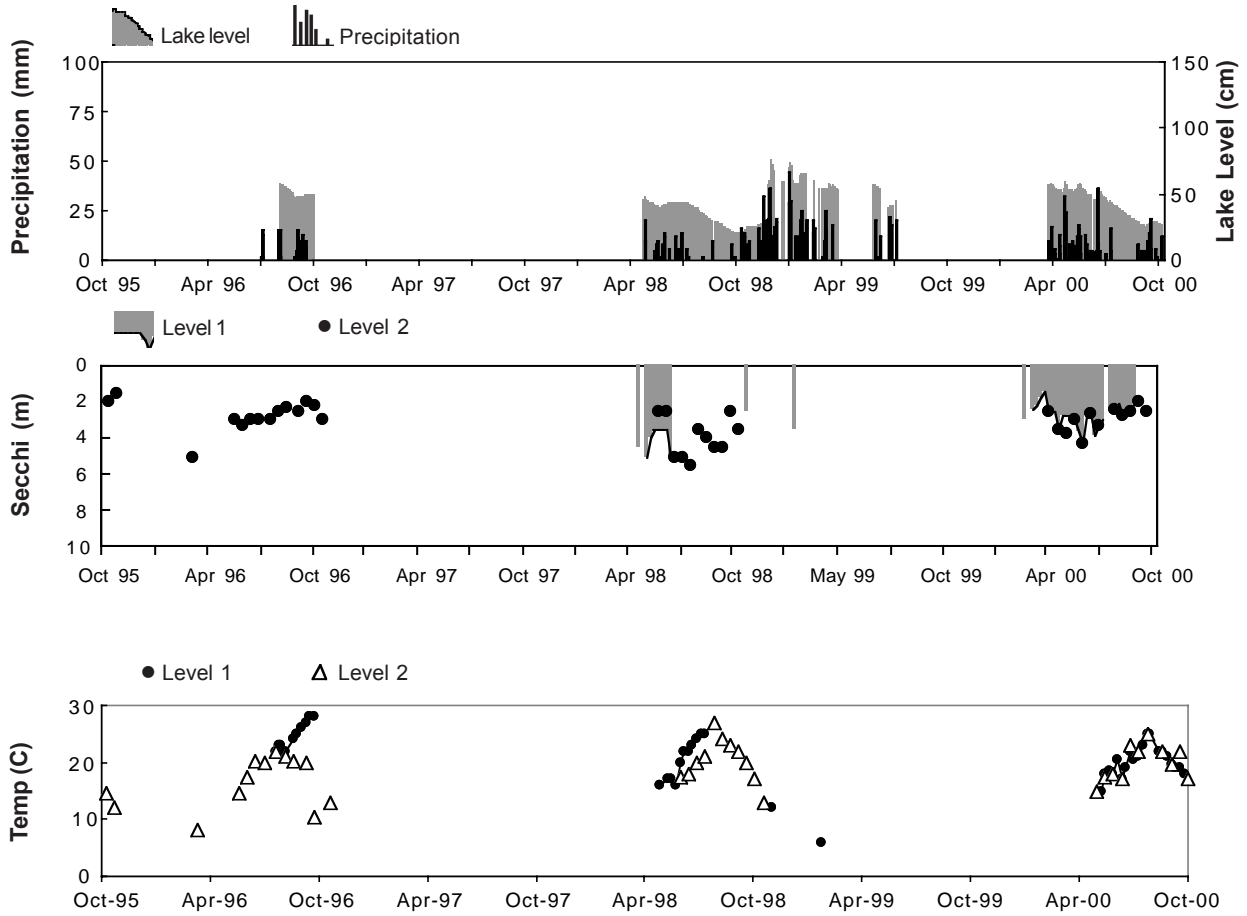 Lake level Precipitation
Precipitation (mm)
100
75
50
25
0
Lake Level (cm)
150
100
50
0
Oct 95 Apr 96 Oct 96 Apr 97 Oct 97 Apr 98 Oct 98 Apr 99 Oct 99 Apr 00 Oct 00
Level 1 Level 2
Secchi (m)
0
2
4
6
8
10
Oct 95 Apr 96 Oct 96 Apr 97 Oct 97 Apr 98 Oct 98 May 99 Oct 99 Apr 00 Oct 00
Level 1 Level 2
Temp (C)
30
20
10
0
Oct-95 Apr-96 Oct-96 Apr-97 Oct-97 Apr-98 Oct-98 Apr-99 Oct-99 Apr-00 Oct-00